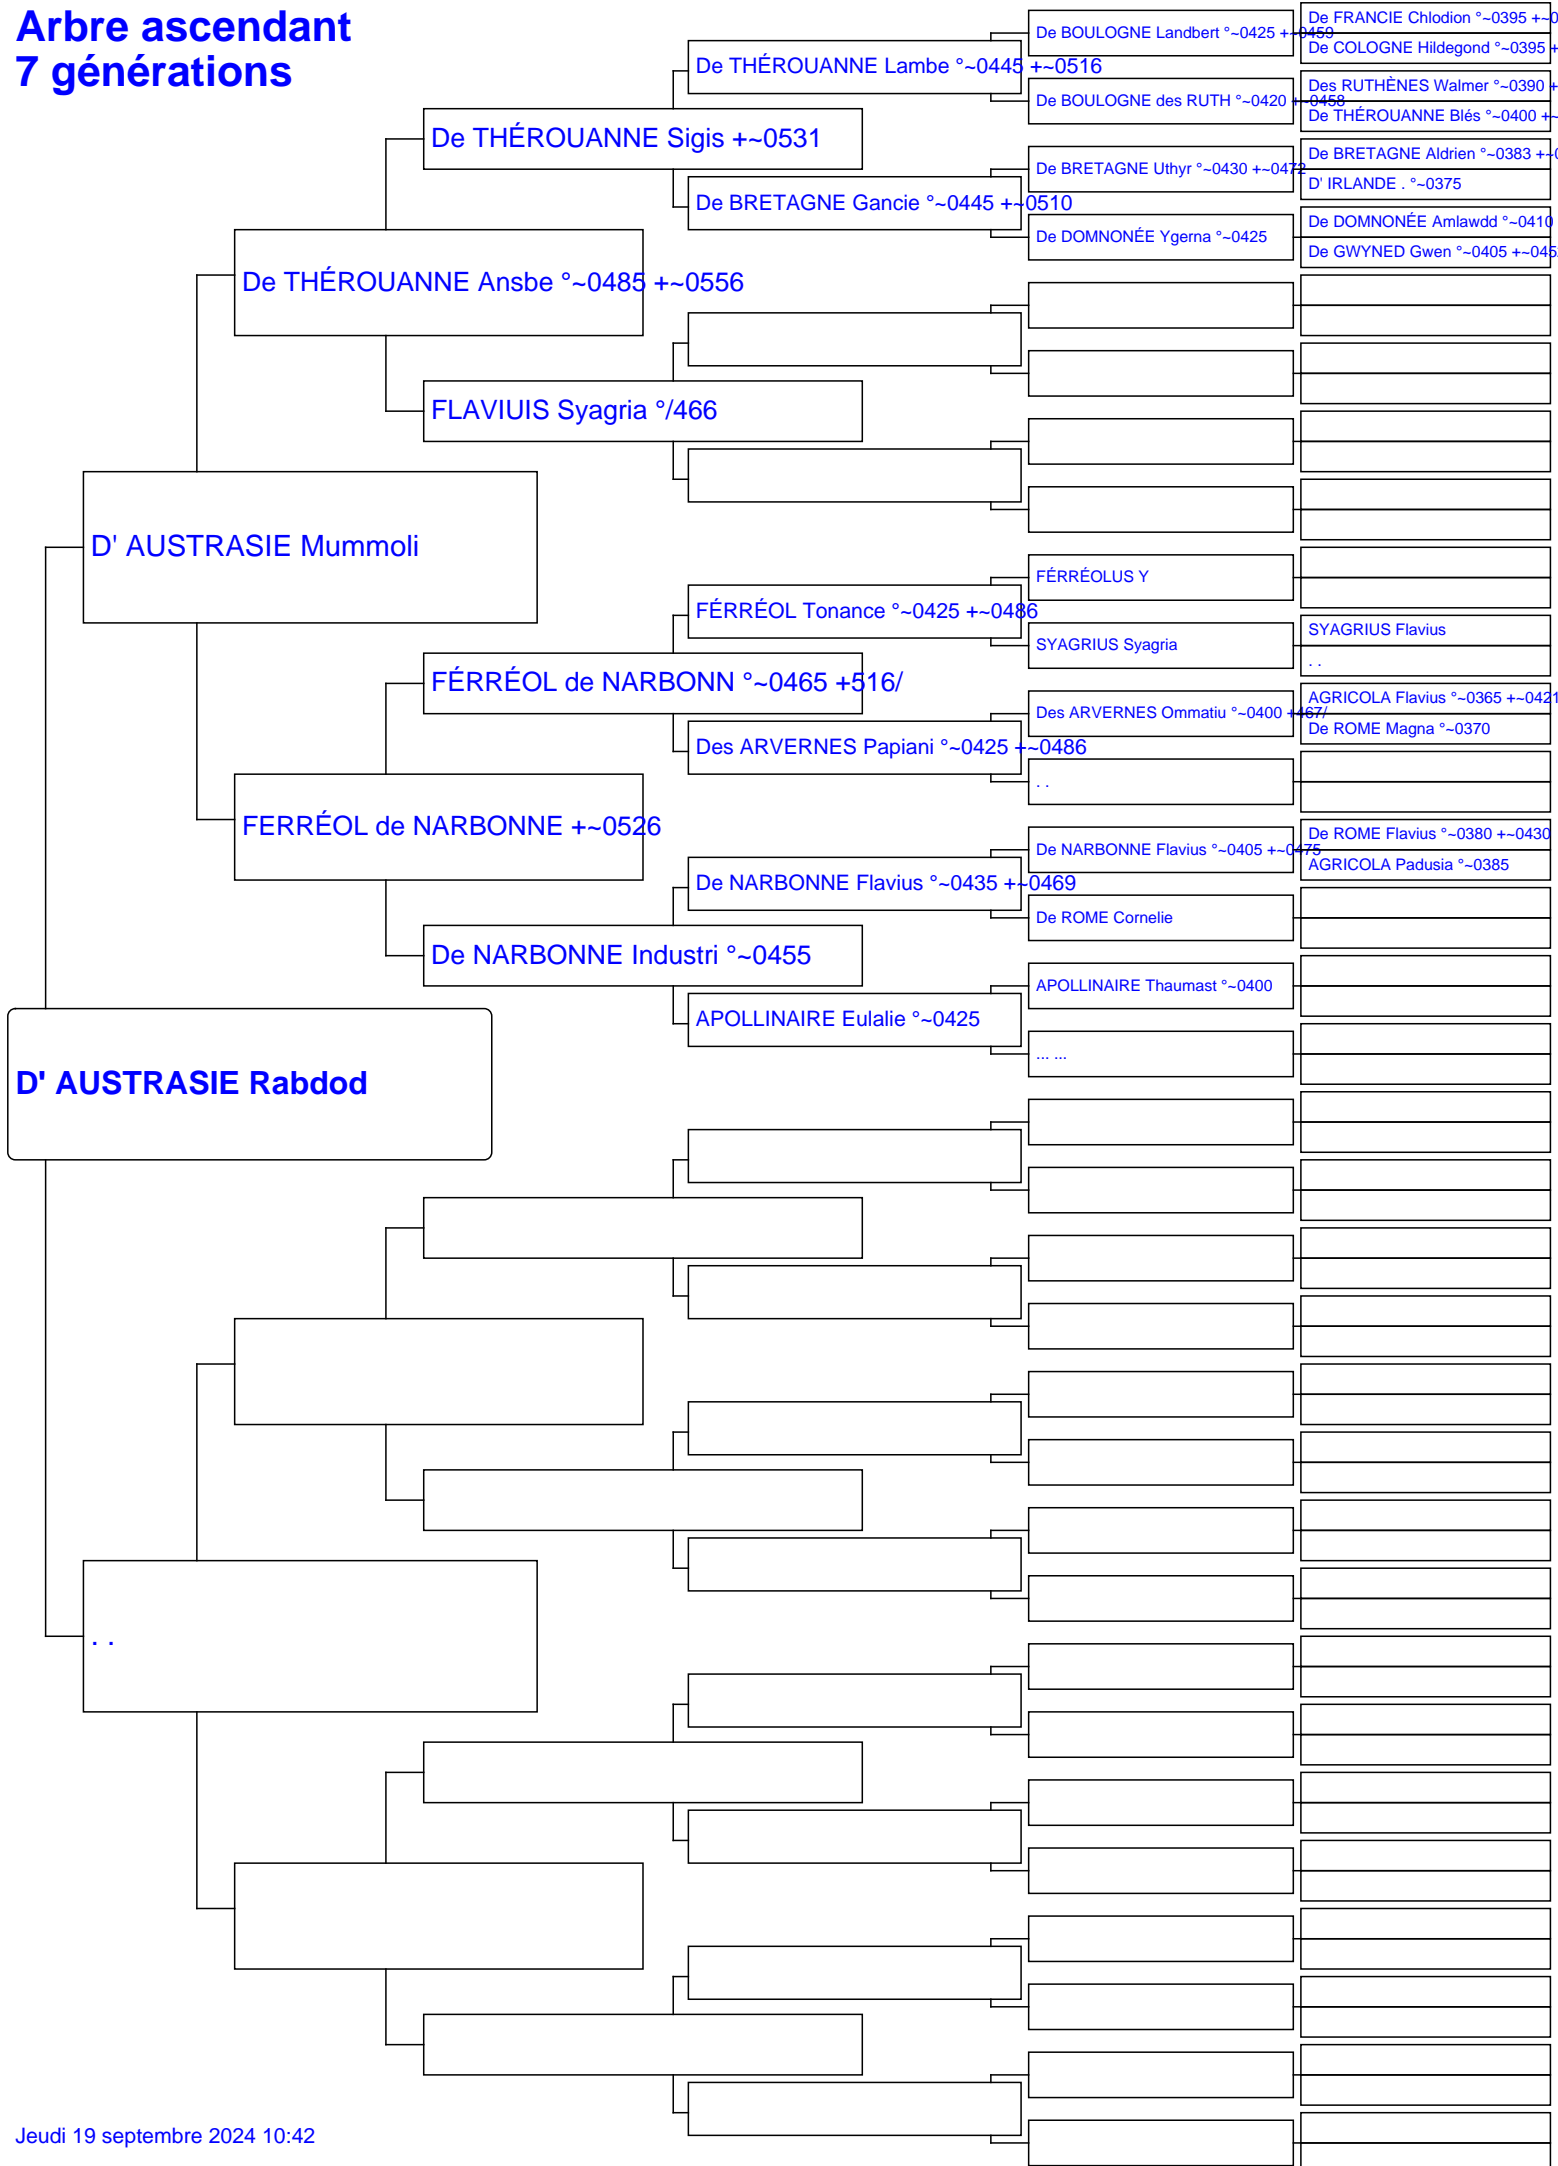 Arbre ascendant
7 générations
De FRANCIE Chlodion °~0395 +~0
De BOULOGNE Landbert °~0425 +~0459
De COLOGNE Hildegond °~0395 +
De THÉROUANNE Lambe °~0445 +~0516
Des RUTHÈNES Walmer °~0390 +
De BOULOGNE des RUTH °~0420 +~0458
De THÉROUANNE Blés °~0400 +~
De THÉROUANNE Sigis +~0531
De BRETAGNE Aldrien °~0383 +~0
De BRETAGNE Uthyr °~0430 +~0472
D' IRLANDE . °~0375
De BRETAGNE Gancie °~0445 +~0510
De DOMNONÉE Amlawdd °~0410
De DOMNONÉE Ygerna °~0425
De GWYNED Gwen °~0405 +~045
De THÉROUANNE Ansbe °~0485 +~0556
FLAVIUIS Syagria °/466
D' AUSTRASIE Mummoli
FÉRRÉOLUS Y
FÉRRÉOL Tonance °~0425 +~0486
SYAGRIUS Flavius
SYAGRIUS Syagria
. .
FÉRRÉOL de NARBONN °~0465 +516/
AGRICOLA Flavius °~0365 +~0421
Des ARVERNES Ommatiu °~0400 +467/
De ROME Magna °~0370
Des ARVERNES Papiani °~0425 +~0486
. .
FERRÉOL de NARBONNE +~0526
De ROME Flavius °~0380 +~0430
De NARBONNE Flavius °~0405 +~0475
AGRICOLA Padusia °~0385
De NARBONNE Flavius °~0435 +~0469
De ROME Cornelie
De NARBONNE Industri °~0455
APOLLINAIRE Thaumast °~0400
APOLLINAIRE Eulalie °~0425
... ...
D' AUSTRASIE Rabdod
. .
Jeudi 19 septembre 2024 10:42